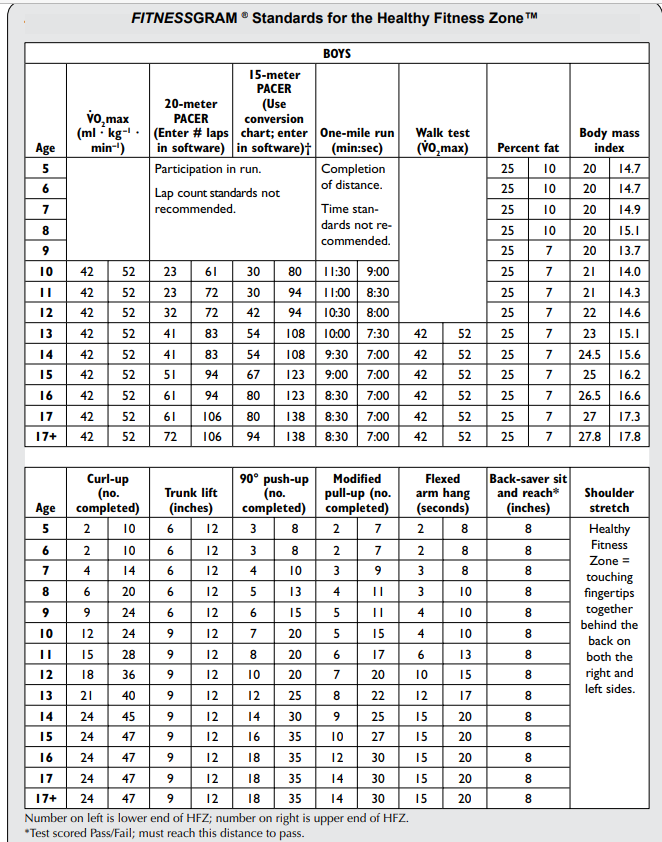 FITNESSGRAM ® Standards for the Healthy Fitness Zone™
BOYS
Age V̇O₂max (ml · kg⁻¹ · min⁻¹) 20-meter PACER (Enter # laps in software) 15-meter PACER (Use conversion chart; enter in software)† One-mile run (min:sec) Walk test (V̇O₂max) Percent fat Body mass index
Participation in run.
Lap count standards not recommended.
Completion of distance.
Time standards not recommended.
5 25 10 20 14.7
6 25 10 20 14.7
7 25 10 20 14.9
8 25 10 20 15.1
9 25 7 20 13.7
10 42 52 23 61 30 80 11:30 9:00 25 7 21 14.0
11 42 52 23 72 30 94 11:00 8:30 25 7 21 14.3
12 42 52 32 72 42 94 10:30 8:00 25 7 22 14.6
13 42 52 41 83 54 108 10:00 7:30 42 52 25 7 23 15.1
14 42 52 41 83 54 108 9:30 7:00 42 52 25 7 24.5 15.6
15 42 52 51 94 67 123 9:00 7:00 42 52 25 7 25 16.2
16 42 52 61 94 80 123 8:30 7:00 42 52 25 7 26.5 16.6
17 42 52 61 106 80 138 8:30 7:00 42 52 25 7 27 17.3
17+ 42 52 72 106 94 138 8:30 7:00 42 52 25 7 27.8 17.8
Age Curl-up (no. completed) Trunk lift (inches) 90° push-up (no. completed) Modified pull-up (no. completed) Flexed arm hang (seconds) Back-saver sit and reach* (inches) Shoulder stretch
5 2 10 6 12 3 8 2 7 2 8 8
6 2 10 6 12 3 8 2 7 2 8 8
7 4 14 6 12 4 10 3 9 3 8 8
8 6 20 6 12 5 13 4 11 3 10 8
9 9 24 6 12 6 15 5 11 4 10 8
10 12 24 9 12 7 20 5 15 4 10 8
11 15 28 9 12 8 20 6 17 6 13 8
12 18 36 9 12 10 20 7 20 10 15 8
13 21 40 9 12 12 25 8 22 12 17 8
14 24 45 9 12 14 30 9 25 15 20 8
15 24 47 9 12 16 35 10 27 15 20 8
16 24 47 9 12 18 35 12 30 15 20 8
17 24 47 9 12 18 35 14 30 15 20 8
17+ 24 47 9 12 18 35 14 30 15 20 8
Healthy
Fitness
Zone =
touching
fingertips
together
behind the
back on
both the
right and
left sides.
Number on left is lower end of HFZ; number on right is upper end of HFZ.
*Test scored Pass/Fail; must reach this distance to pass.